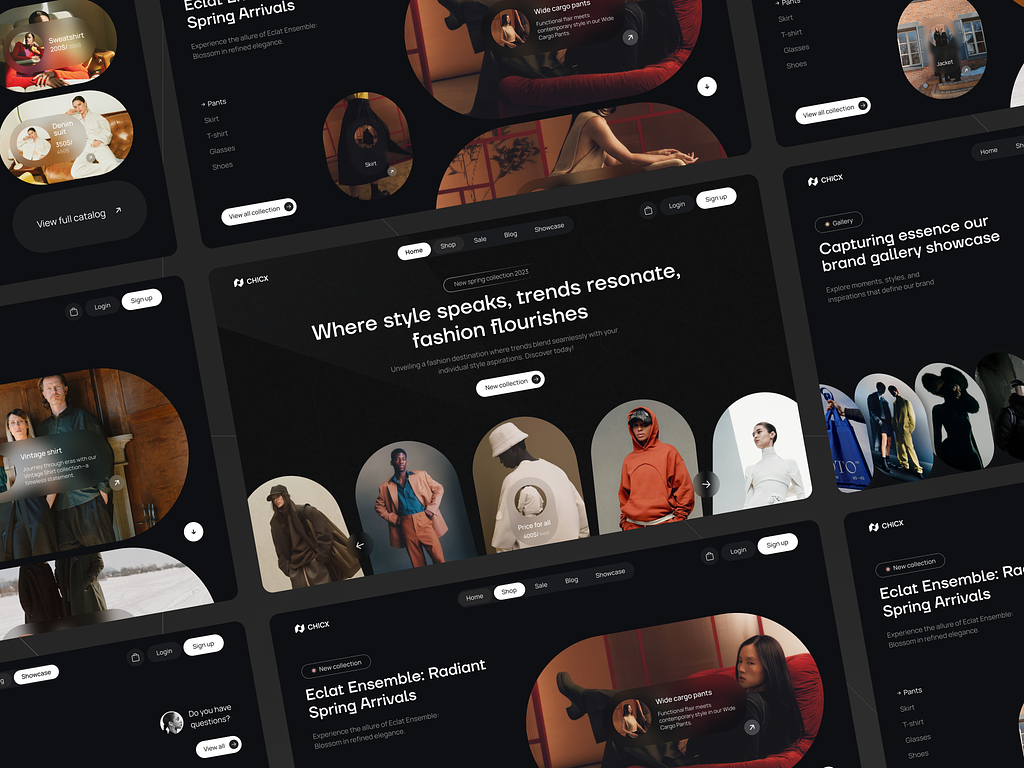 Sweatshirt
200$/
Denim
suit
350$/
450$
View full catalog
Spring Arrivals
Experience the allure of Eclat Ensemble:
Blossom in refined elegance.
Pants
Skirt
T-shirt
Glasses
Shoes
View all collection
Skirt
Wide cargo pants
Functional flair meets
contemporary style in our Wide
Cargo Pants.
Pants
Skirt
T-shirt
Glasses
Shoes
View all collection
Jacket
Login
Sign up
Vintage shirt
Journey through eras with our
Vintage Shirt collection—a
timeless statement.
CHICX
Home
Shop
Sale
Blog
Showcase
Login
Sign up
New spring collection 2023
Where style speaks, trends resonate,
fashion flourishes
Unveiling a fashion destination where trends blend seamlessly with your
individual style aspirations. Discover today!
New collection
Price for all
400$/
CHICX
Home
Gallery
Capturing essence our
brand gallery showcase
Explore moments, styles, and
inspirations that define our brand
Showcase
Login
Sign up
Do you have
questions?
View all
CHICX
Home
Shop
Sale
Blog
Showcase
Login
Sign up
New collection
Eclat Ensemble: Radiant
Spring Arrivals
Experience the allure of Eclat Ensemble:
Blossom in refined elegance.
Wide cargo pants
Functional flair meets
contemporary style in our Wide
Cargo Pants.
CHICX
New collection
Eclat Ensemble:
Spring Arrivals
Experience the allure of Eclat Ensemble:
Blossom in refined elegance.
Pants
Skirt
T-shirt
Glasses
Shoes